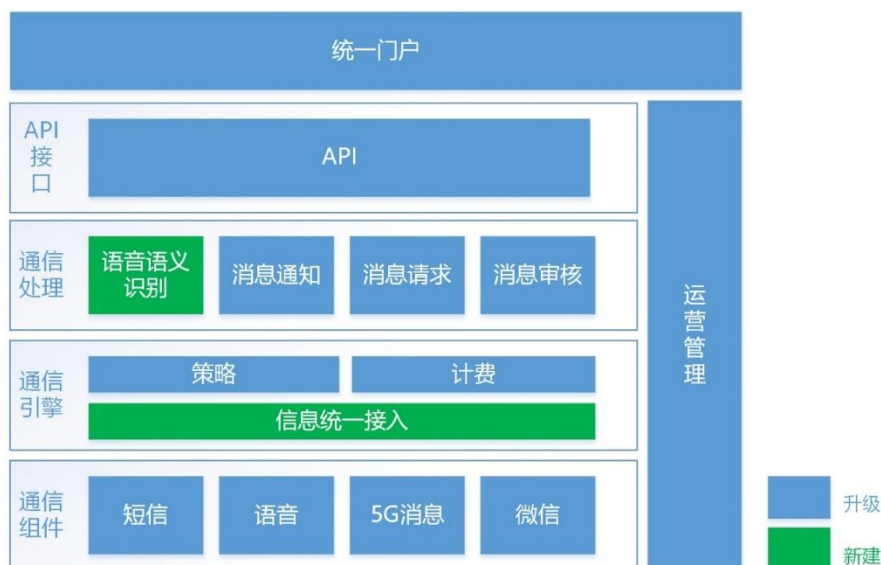 统一门户
API
接
口
API
通信
处理
语音语义
识别
消息通知
消息请求
消息审核
通信
引擎
策略
计费
信息统一接入
通信
组件
短信
语音
5G消息
微信
运
营
管
理
升级
新建